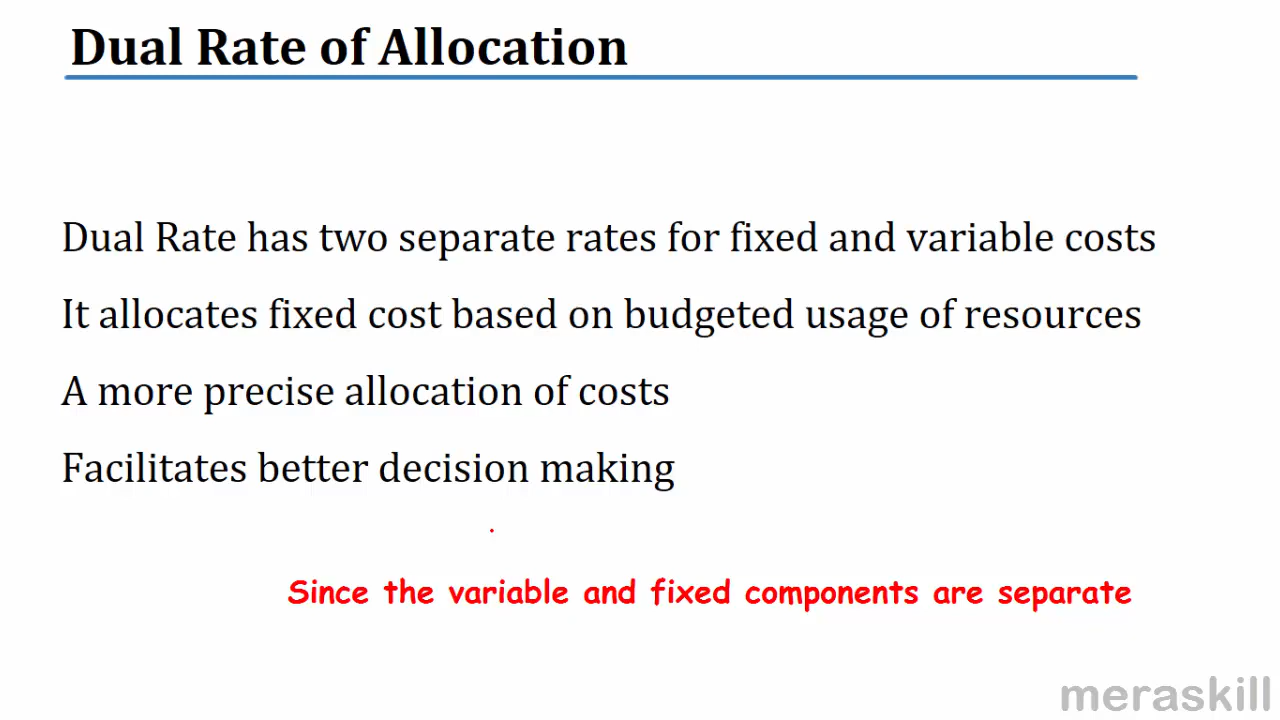 Dual Rate of Allocation
Dual Rate has two separate rates for fixed and variable costs
It allocates fixed cost based on budgeted usage of resources
A more precise allocation of costs
Facilitates better decision making
Since the variable and fixed components are separate
meraskill